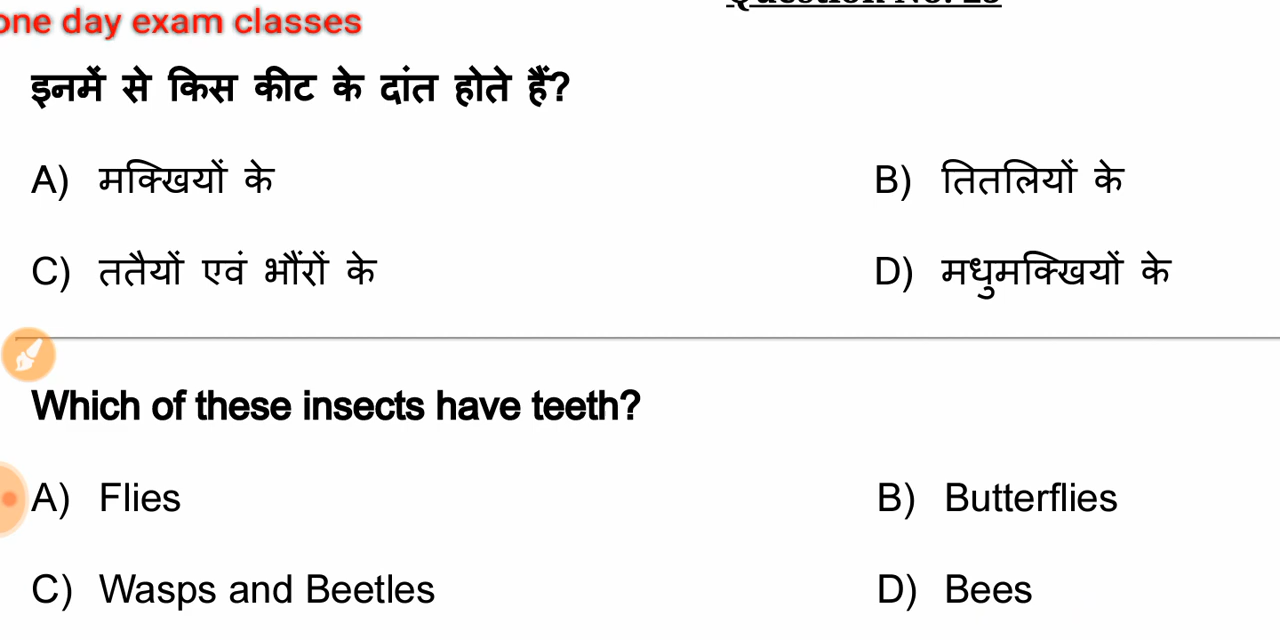 one day exam classes
इनमें से किस कीट के दांत होते हैं?
A) मक्खियों के B) तितलियों के
C) ततैयों एवं भौंरों के D) मधुमक्खियों के
Which of these insects have teeth?
A) Flies B) Butterflies
C) Wasps and Beetles D) Bees